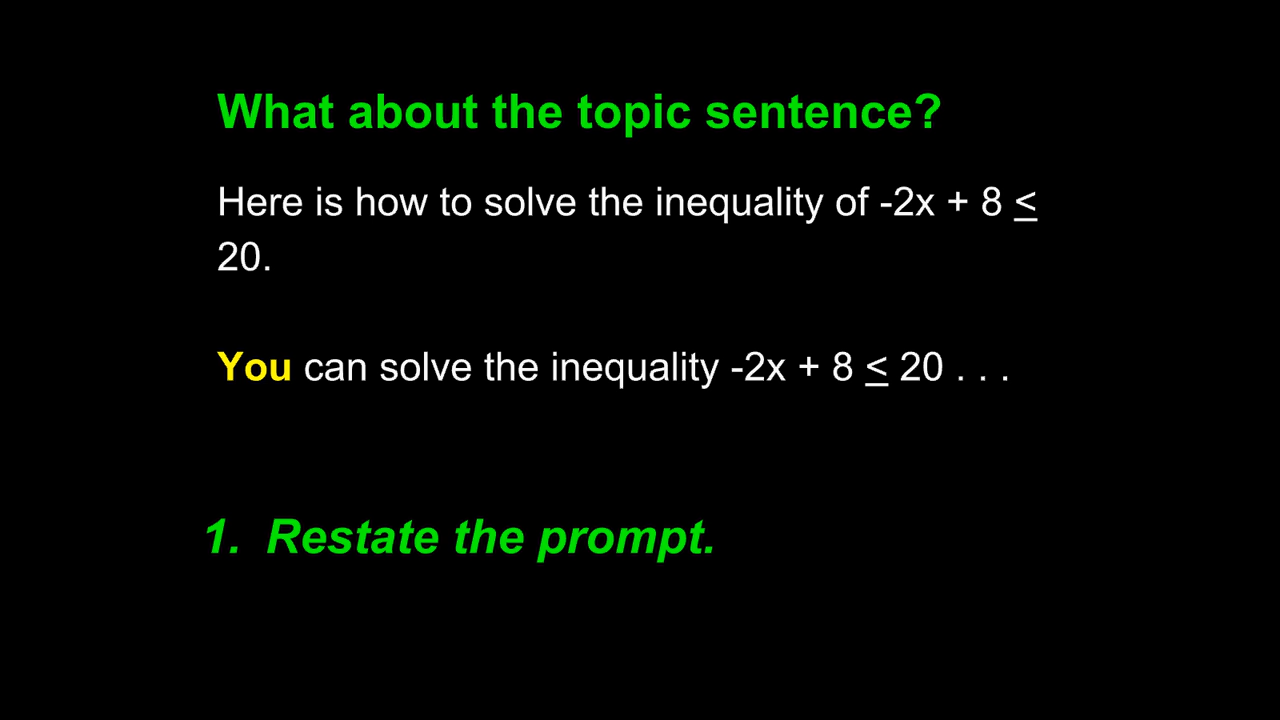 What about the topic sentence?
Here is how to solve the inequality of -2x + 8 <
20.
You can solve the inequality -2x + 8 < 20 . . .
1. Restate the prompt.